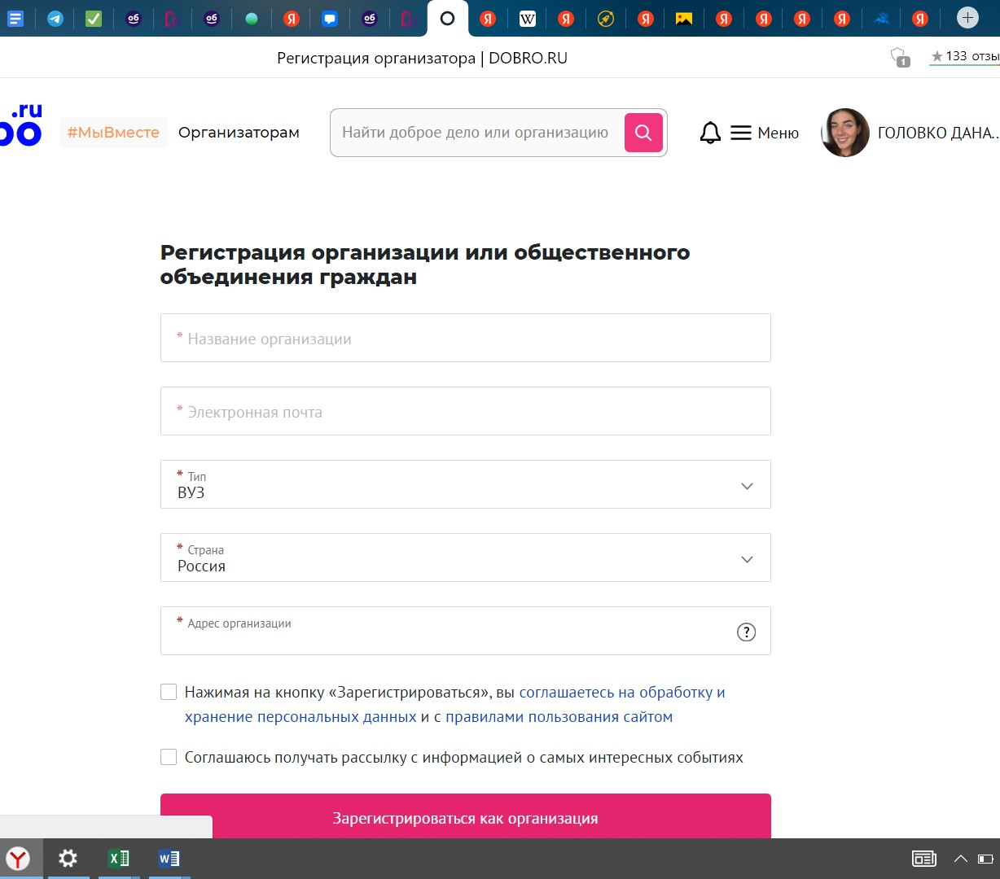 Регистрация организатора | DOBRO.RU
1
133 отзы
.ru
#МыВместе
Организаторам
Найти доброе дело или организацию
Меню
ГОЛОВКО ДАНА...
Регистрация организации или общественного
объединения граждан
* Название организации
* Электронная почта
* Тип
ВУЗ
* Страна
Россия
* Адрес организации
?
Нажимая на кнопку «Зарегистрироваться», вы соглашаетесь на обработку и
хранение персональных данных и с правилами пользования сайтом
Соглашаюсь получать рассылку с информацией о самых интересных событиях
Зарегистрироваться как организация